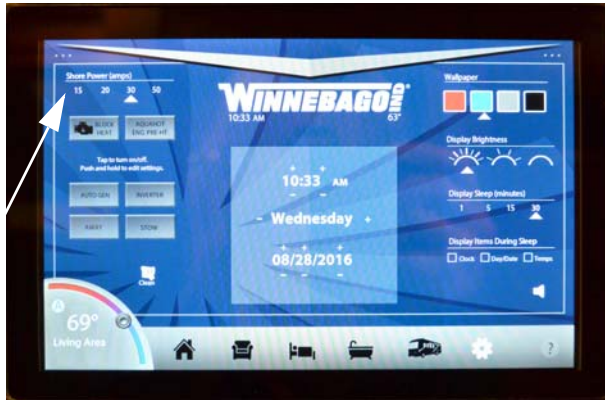 Shore Power (amps)
15 20 30 50
BLOCK HEAT
AQUAHOT ENG PRE-HT
Tap to turn on/off.
Push and hold to edit settings.
AUTO GEN
INVERTER
AWAY
STOW
Clean
69°
Living Area
WINNEBAGO IND®
10:33 AM
63°
+ +
10:33 AM
- -
- Wednesday +
+ + +
08/28/2016
- - -
Wallpaper
Display Brightness
Display Sleep (minutes)
1 5 15 30
Display Items During Sleep
Clock Day/Date Temps
?